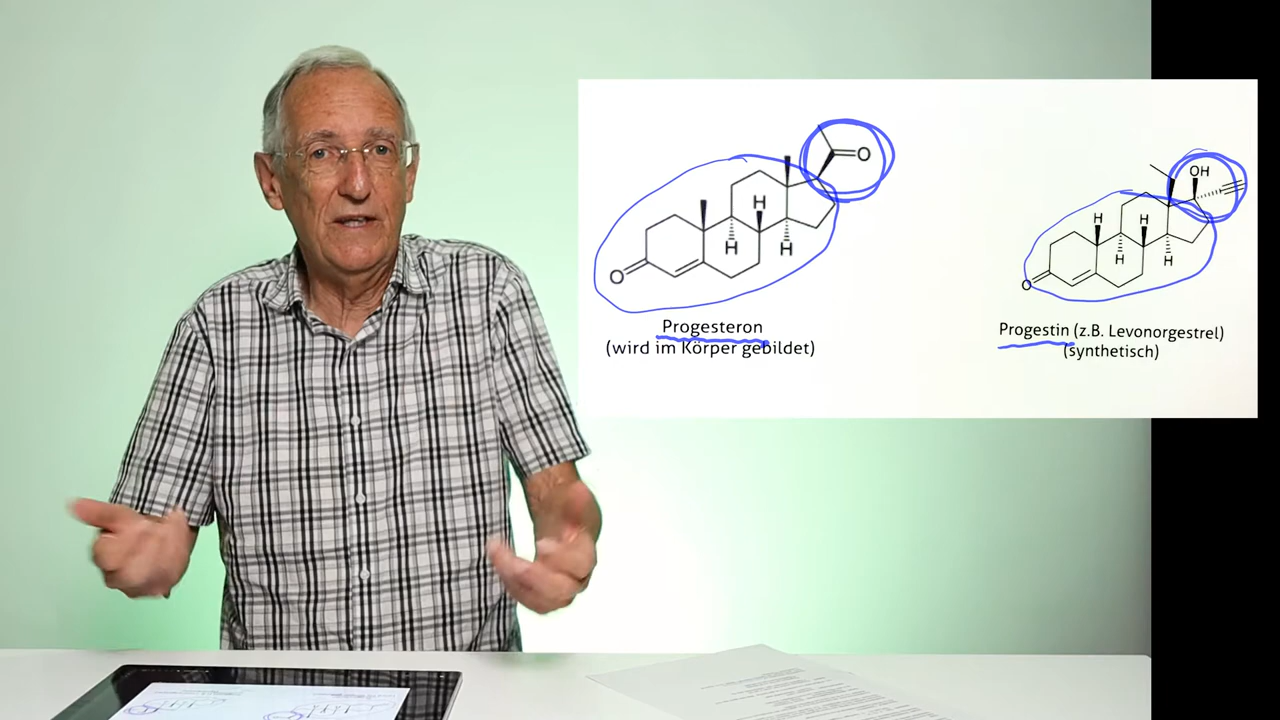 O
H
H
H
O
Progesteron
(wird im Körper gebildet)
OH
H
H
H
H
O
Progestin (z.B. Levonorgestrel)
(synthetisch)